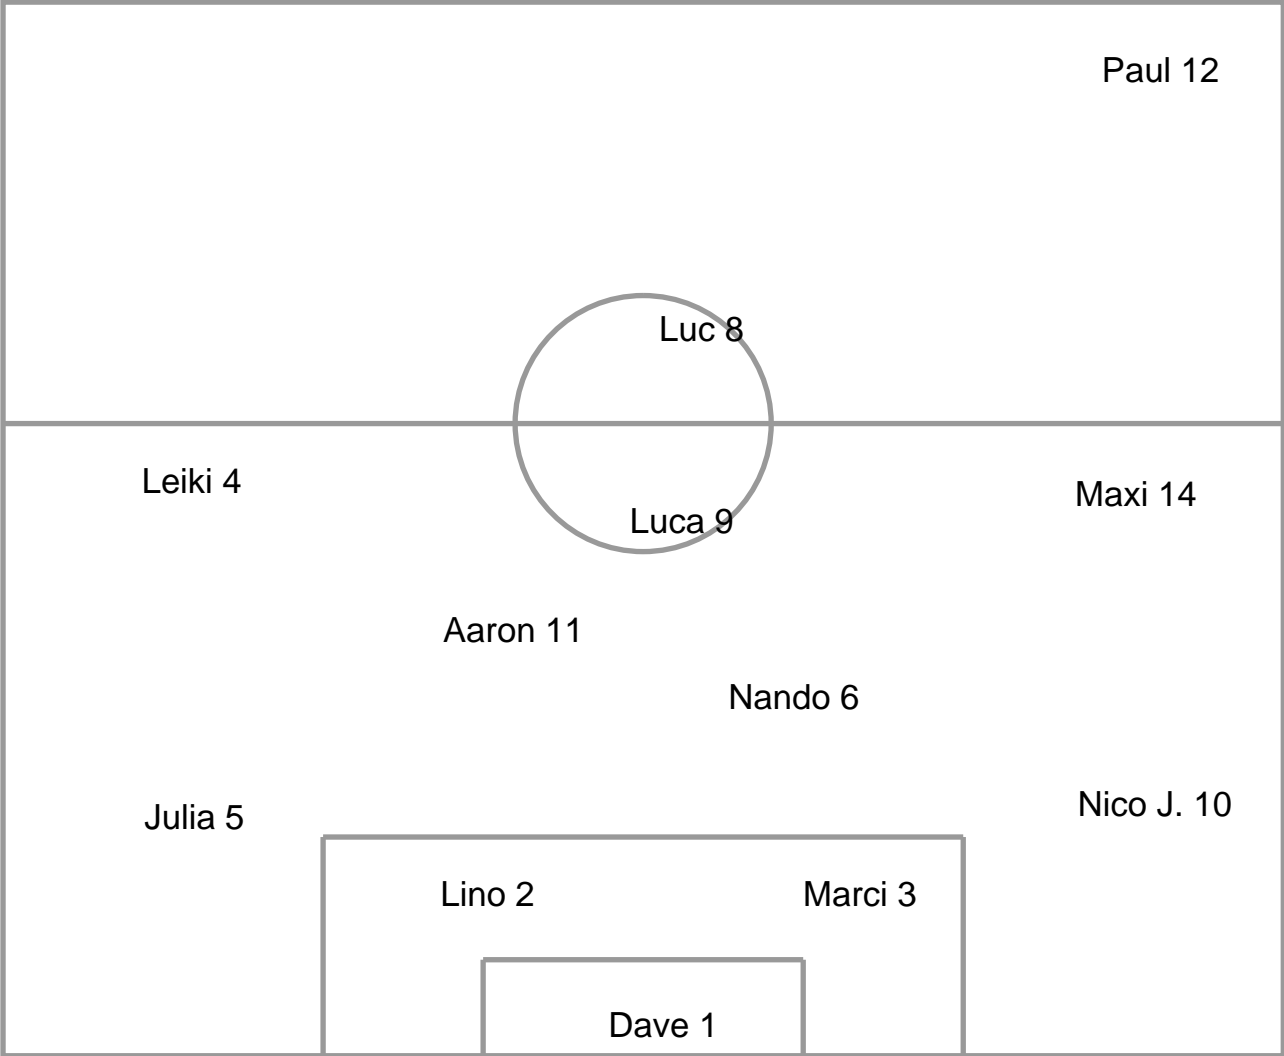 Paul 12
Luc 8
Leiki 4
Maxi 14
Luca 9
Aaron 11
Nando 6
Nico J. 10
Julia 5
Lino 2
Marci 3
Dave 1